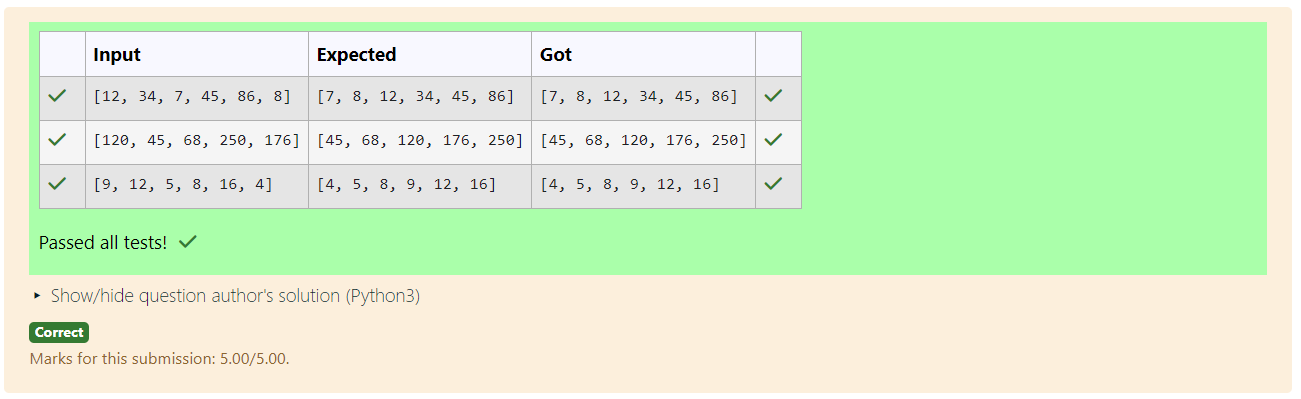 Input Expected Got
[12, 34, 7, 45, 86, 8] [7, 8, 12, 34, 45, 86] [7, 8, 12, 34, 45, 86]
[120, 45, 68, 250, 176] [45, 68, 120, 176, 250] [45, 68, 120, 176, 250]
[9, 12, 5, 8, 16, 4] [4, 5, 8, 9, 12, 16] [4, 5, 8, 9, 12, 16]
Passed all tests!
Show/hide question author's solution (Python3)
Correct
Marks for this submission: 5.00/5.00.